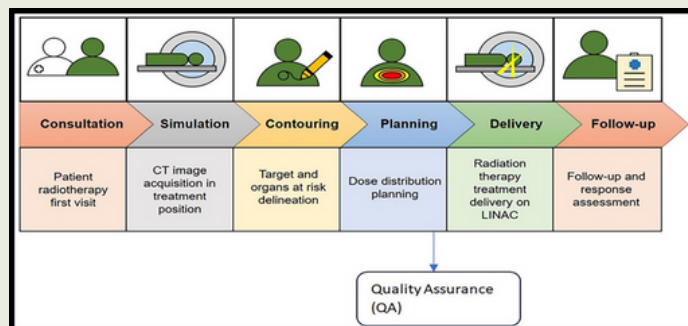 Consultation
Simulation
Contouring
Planning
Delivery
Follow-up
Patient
radiotherapy
first visit
CT image
acquisition in
treatment
position
Target and
organs at risk
delineation
Dose distribution
planning
Radiation
therapy
treatment
delivery on
LINAC
Follow-up and
response
assessment
Quality Assurance
(QA)